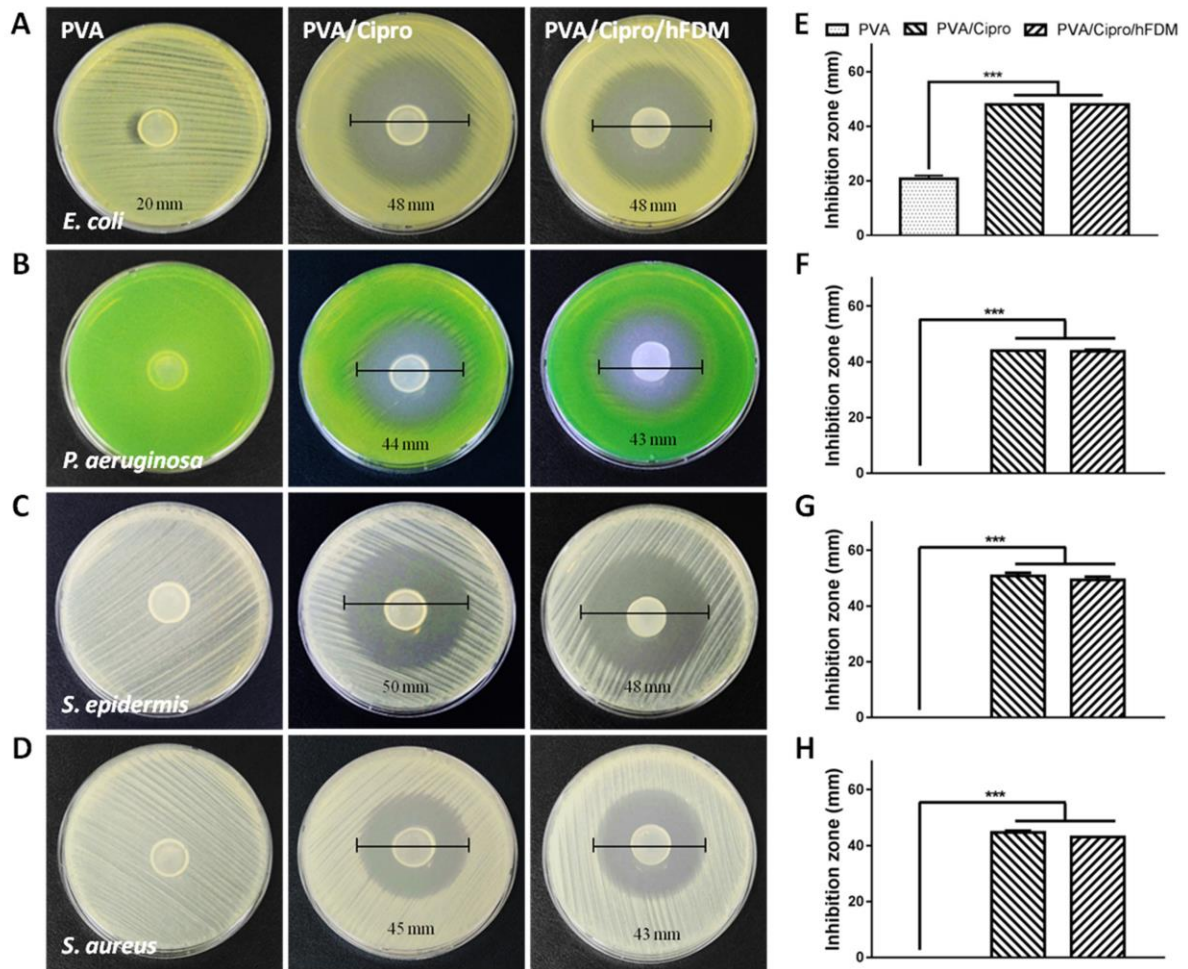 A PVA PVA/Cipro PVA/Cipro/hFDM
20 mm 48 mm 48 mm
E. coli
B
44 mm 43 mm
P. aeruginosa
C
50 mm 48 mm
S. epidermis
D
45 mm 43 mm
S. aureus
E PVA PVA/Cipro PVA/Cipro/hFDM
Inhibition zone (mm)
60
40
20
0
***
F
Inhibition zone (mm)
60
40
20
0
***
G
Inhibition zone (mm)
60
40
20
0
***
H
Inhibition zone (mm)
60
40
20
0
***